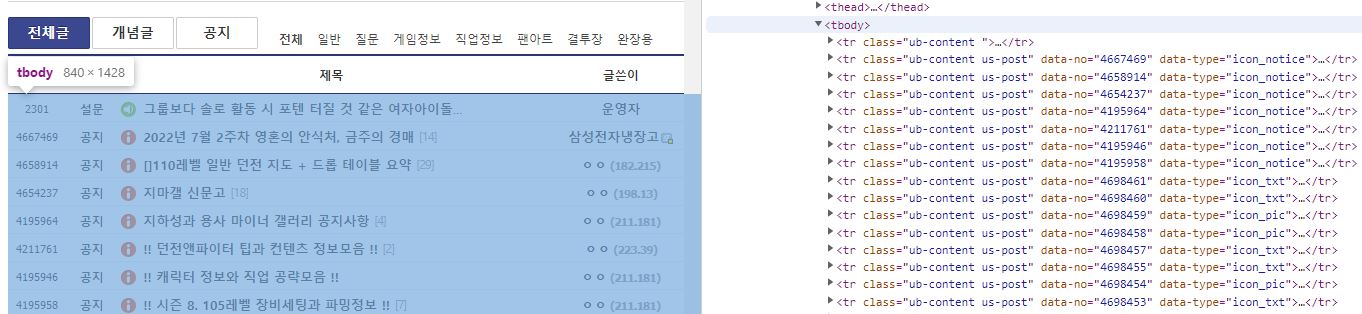 전체글 개념글 공지 전체 일반 질문 게임정보 직업정보 팬아트 결투장 완장용
tbody 840 × 1428
제목 글쓴이
2301 설문 그룹보다 솔로 활동 시 포텐 터질 것 같은 여자아이돌... 운영자
4667469 공지 2022년 7월 2주차 영혼의 안식처, 금주의 경매 [14] 삼성전자냉장고
4658914 공지 []110레벨 일반 던전 지도 + 드롭 테이블 요약 [29] ㅇㅇ (182.215)
4654237 공지 지마갤 신문고 [18] ㅇㅇ (198.13)
4195964 공지 지하성과 용사 마이너 갤러리 공지사항 [4] ㅇㅇ (211.181)
4211761 공지 !! 던전앤파이터 팁과 컨텐츠 정보모음 !! [2] ㅇㅇ (223.39)
4195946 공지 !! 캐릭터 정보와 직업 공략모음 !! ㅇㅇ (211.181)
4195958 공지 !! 시즌 8. 105레벨 장비세팅과 파밍정보 !! [7] ㅇㅇ (211.181)
<thead>…</thead>
<tbody>
<tr class="ub-content ">…</tr>
<tr class="ub-content us-post" data-no="4667469" data-type="icon_notice">…</tr>
<tr class="ub-content us-post" data-no="4658914" data-type="icon_notice">…</tr>
<tr class="ub-content us-post" data-no="4654237" data-type="icon_notice">…</tr>
<tr class="ub-content us-post" data-no="4195964" data-type="icon_notice">…</tr>
<tr class="ub-content us-post" data-no="4211761" data-type="icon_notice">…</tr>
<tr class="ub-content us-post" data-no="4195946" data-type="icon_notice">…</tr>
<tr class="ub-content us-post" data-no="4195958" data-type="icon_notice">…</tr>
<tr class="ub-content us-post" data-no="4698461" data-type="icon_txt">…</tr>
<tr class="ub-content us-post" data-no="4698460" data-type="icon_txt">…</tr>
<tr class="ub-content us-post" data-no="4698459" data-type="icon_pic">…</tr>
<tr class="ub-content us-post" data-no="4698458" data-type="icon_pic">…</tr>
<tr class="ub-content us-post" data-no="4698457" data-type="icon_txt">…</tr>
<tr class="ub-content us-post" data-no="4698455" data-type="icon_txt">…</tr>
<tr class="ub-content us-post" data-no="4698454" data-type="icon_pic">…</tr>
<tr class="ub-content us-post" data-no="4698453" data-type="icon_txt">…</tr>